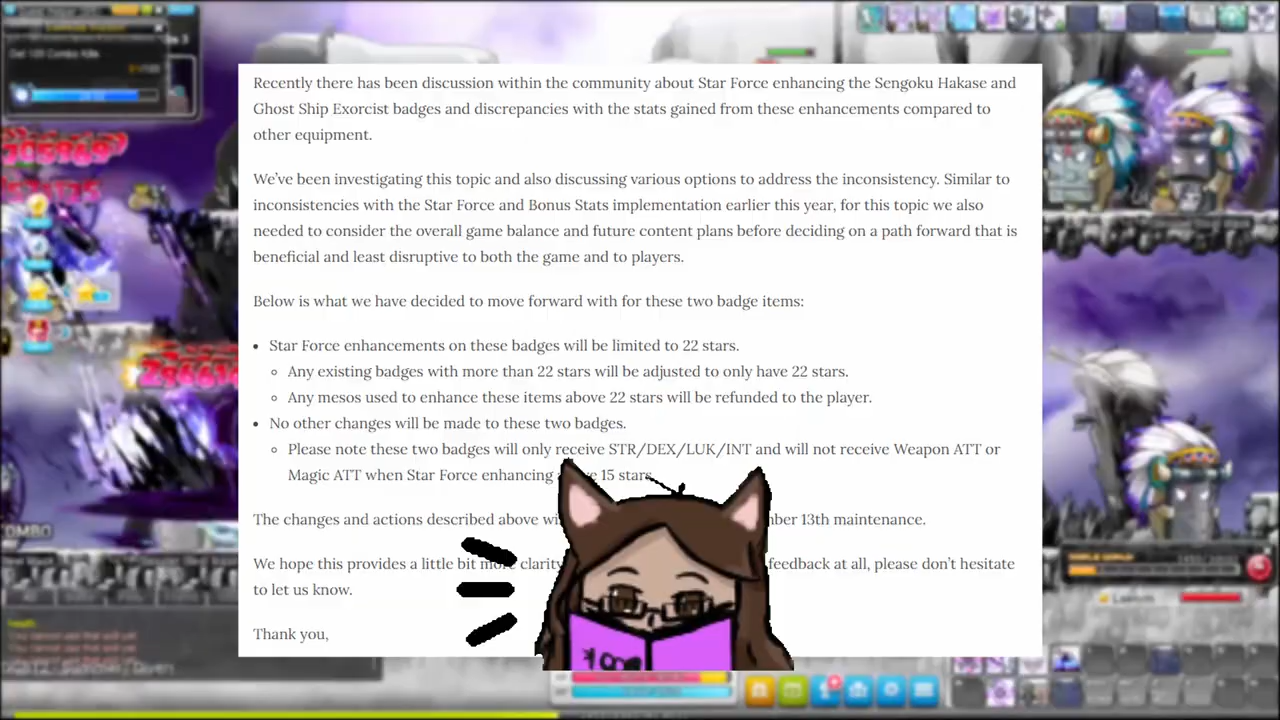 Recently there has been discussion within the community about Star Force enhancing the Sengoku Hakase and
Ghost Ship Exorcist badges and discrepancies with the stats gained from these enhancements compared to
other equipment.
We've been investigating this topic and also discussing various options to address the inconsistency. Similar to
inconsistencies with the Star Force and Bonus Stats implementation earlier this year, for this topic we also
needed to consider the overall game balance and future content plans before deciding on a path forward that is
beneficial and least disruptive to both the game and to players.
Below is what we have decided to move forward with for these two badge items:
• Star Force enhancements on these badges will be limited to 22 stars.
◦ Any existing badges with more than 22 stars will be adjusted to only have 22 stars.
◦ Any mesos used to enhance these items above 22 stars will be refunded to the player.
• No other changes will be made to these two badges.
◦ Please note these two badges will only receive STR/DEX/LUK/INT and will not receive Weapon ATT or
Magic ATT when Star Force enhancing 15 stars
The changes and actions described above 13th maintenance.
We hope this provides a little bit more clarity feedback at all, please don't hesitate
to let us know.
Thank you,